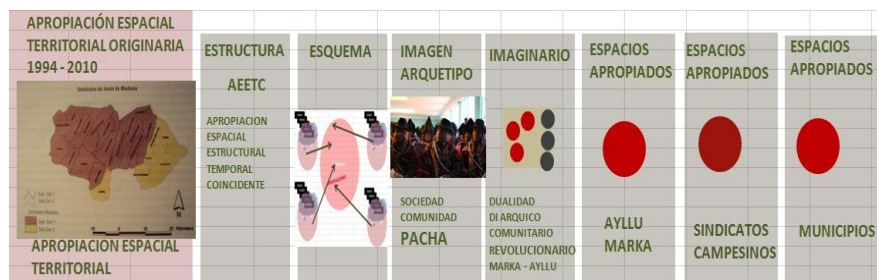 APROPIACIÓN ESPACIAL
TERRITORIAL ORIGINARIA
1994 - 2010
APROPIACIÓN ESPACIAL
TERRITORIAL
ESTRUCTURA
AEETC
APROPIACION
ESPACIAL
ESTRUCTURAL
TEMPORAL
COINCIDENTE
ESQUEMA
IMAGEN
ARQUETIPO
SOCIEDAD
COMUNIDAD
PACHA
IMAGINARIO
DUALIDAD
DI ARQUICO
COMUNITARIO
REVOLUCIONARIO
MARKA - AYLLU
ESPACIOS
APROPIADOS
AYLLU
MARKA
ESPACIOS
APROPIADOS
SINDICATOS
CAMPESINOS
ESPACIOS
APROPIADOS
MUNICIPIOS